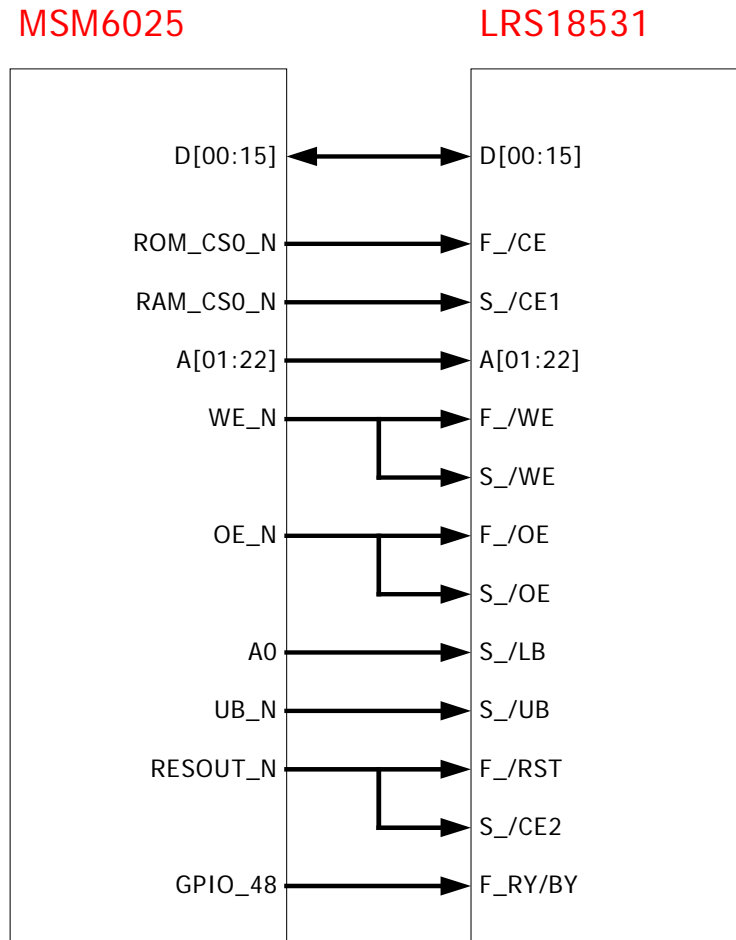 MSM6025 LRS18531
D[00:15] D[00:15]
ROM_CS0_N F_/CE
RAM_CS0_N S_/CE1
A[01:22] A[01:22]
WE_N F_/WE
S_/WE
OE_N F_/OE
S_/OE
A0 S_/LB
UB_N S_/UB
RESOUT_N F_/RST
S_/CE2
GPIO_48 F_RY/BY